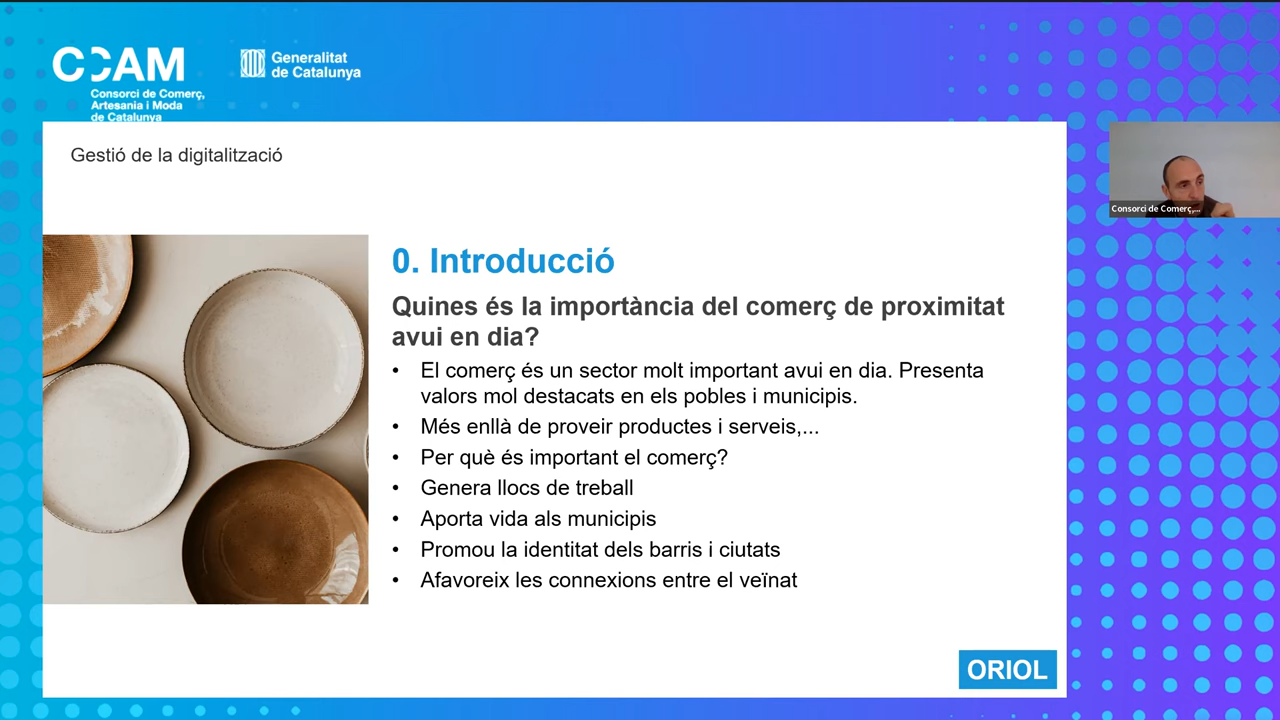 CCAM
Consorci de Comerç,
Artesania i Moda
de Catalunya
Generalitat
de Catalunya
Gestió de la digitalització
0. Introducció
Quines és la importància del comerç de proximitat
avui en dia?
• El comerç és un sector molt important avui en dia. Presenta
valors mol destacats en els pobles i municipis.
• Més enllà de proveir productes i serveis,...
• Per què és important el comerç?
• Genera llocs de treball
• Aporta vida als municipis
• Promou la identitat dels barris i ciutats
• Afavoreix les connexions entre el veïnat
ORIOL
Consorci de Comerç,...